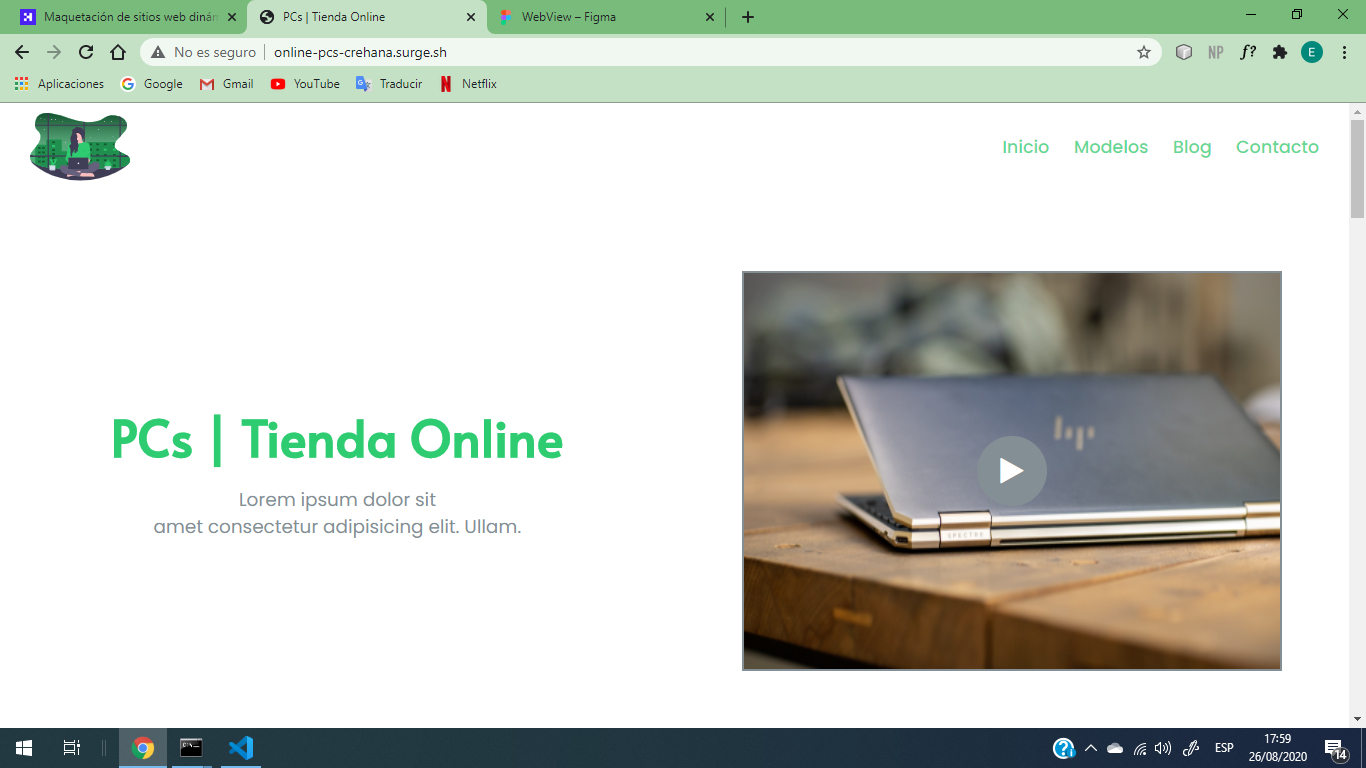 Maquetación de sitios web dinán
PCs | Tienda Online
WebView – Figma
No es seguro
online-pcs-crehana.surge.sh
NP
f?
E
Aplicaciones
Google
Gmail
YouTube
Traducir
Netflix
Inicio
Modelos
Blog
Contacto
PCs | Tienda Online
Lorem ipsum dolor sit
amet consectetur adipisicing elit. Ullam.
hp
SPECTRE
ESP
17:59
26/08/2020
14